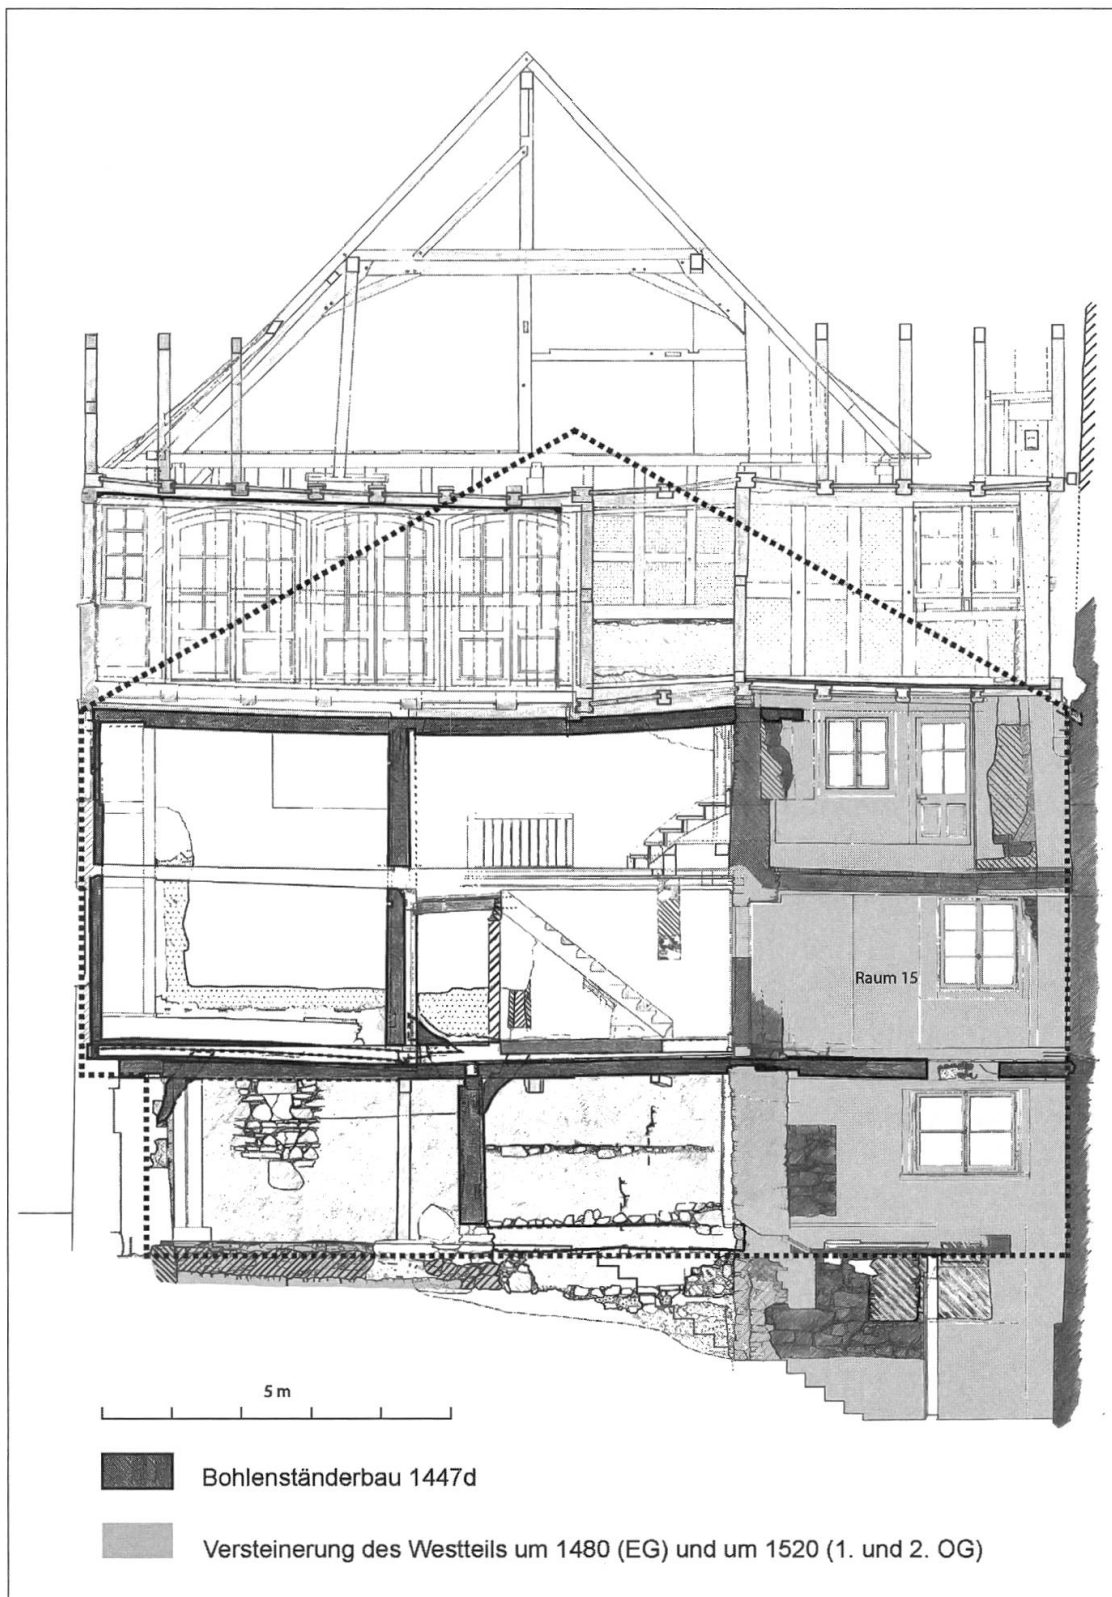 Raum 15
5 m
Bohlenständerbau 1447d
Versteinerung des Westteils um 1480 (EG) und um 1520 (1. und 2. OG)